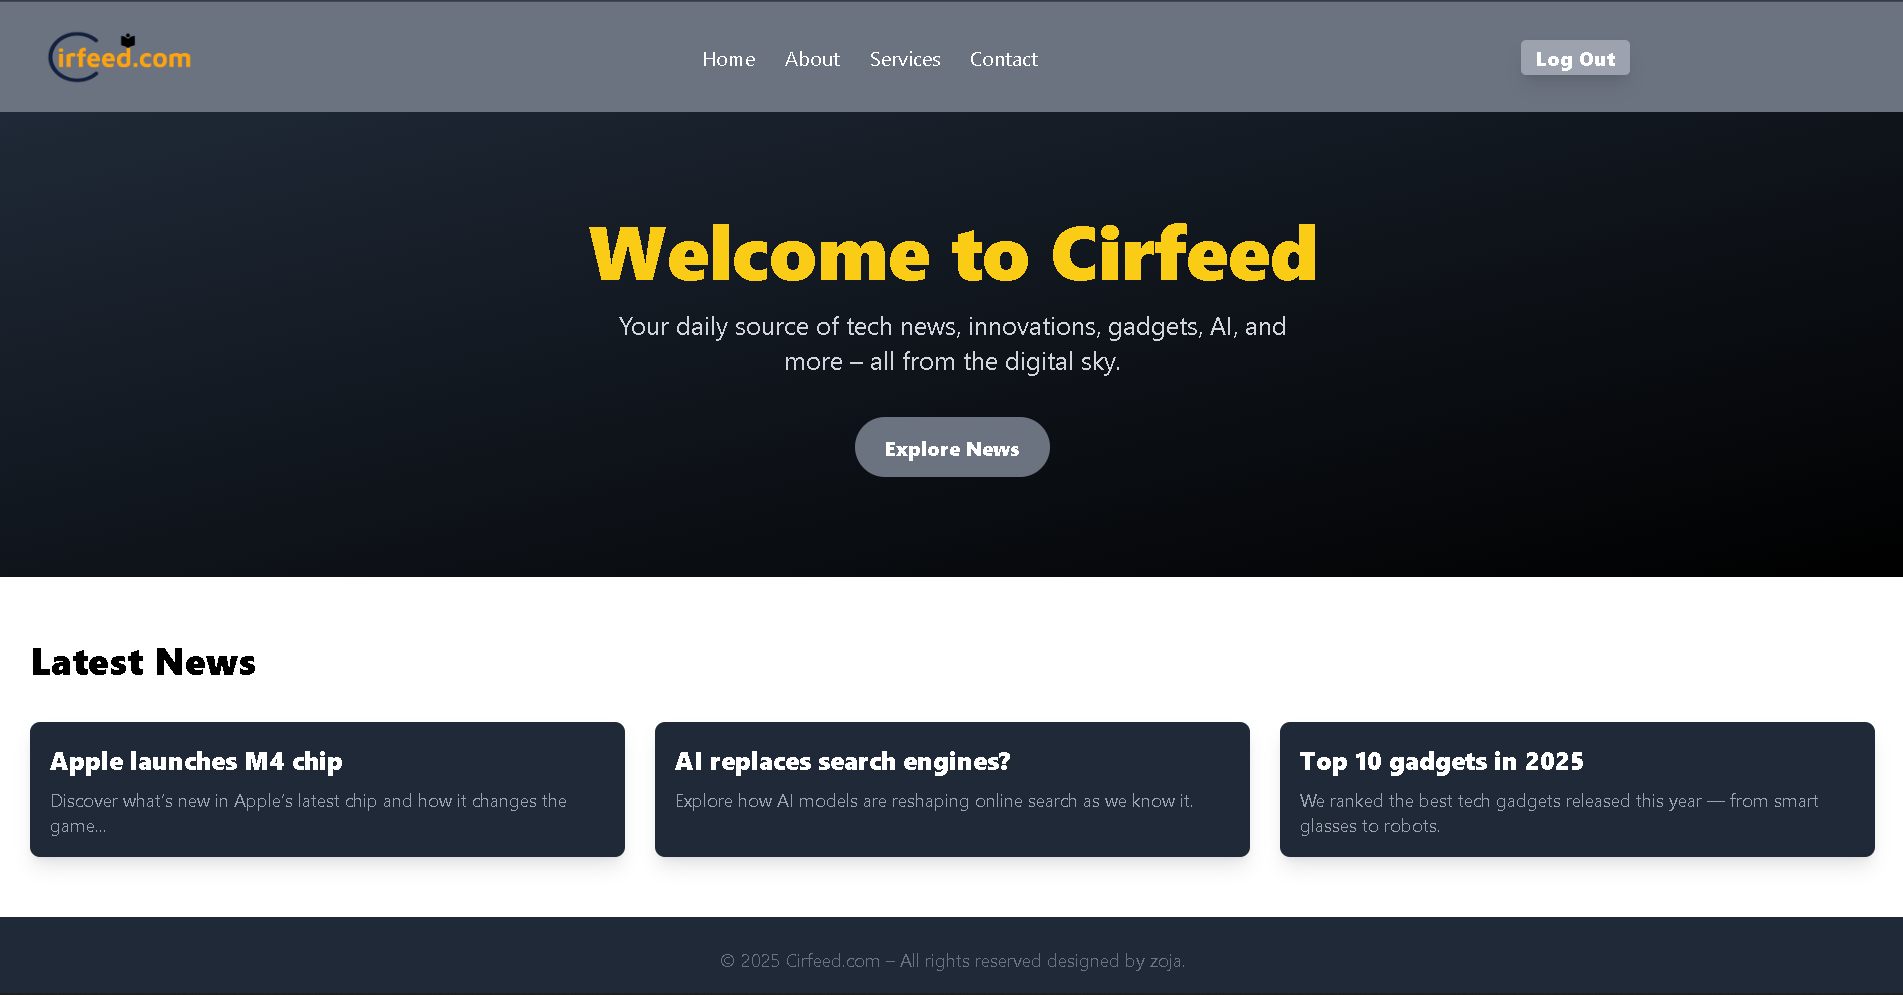 Cirfeed.com
Home About Services Contact
Log Out
Welcome to Cirfeed
Your daily source of tech news, innovations, gadgets, AI, and
more – all from the digital sky.
Explore News
Latest News
Apple launches M4 chip
Discover what's new in Apple's latest chip and how it changes the
game...
AI replaces search engines?
Explore how AI models are reshaping online search as we know it.
Top 10 gadgets in 2025
We ranked the best tech gadgets released this year — from smart
glasses to robots.
© 2025 Cirfeed.com – All rights reserved designed by zoja.